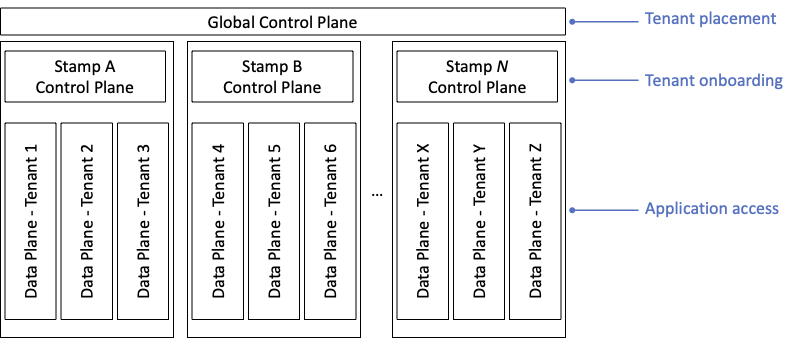 Global Control Plane
Tenant placement
Stamp A
Control Plane
Stamp B
Control Plane
Stamp N
Control Plane
Tenant onboarding
Data Plane - Tenant 1
Data Plane - Tenant 2
Data Plane - Tenant 3
Data Plane - Tenant 4
Data Plane - Tenant 5
Data Plane - Tenant 6
...
Data Plane - Tenant X
Data Plane - Tenant Y
Data Plane - Tenant Z
Application access